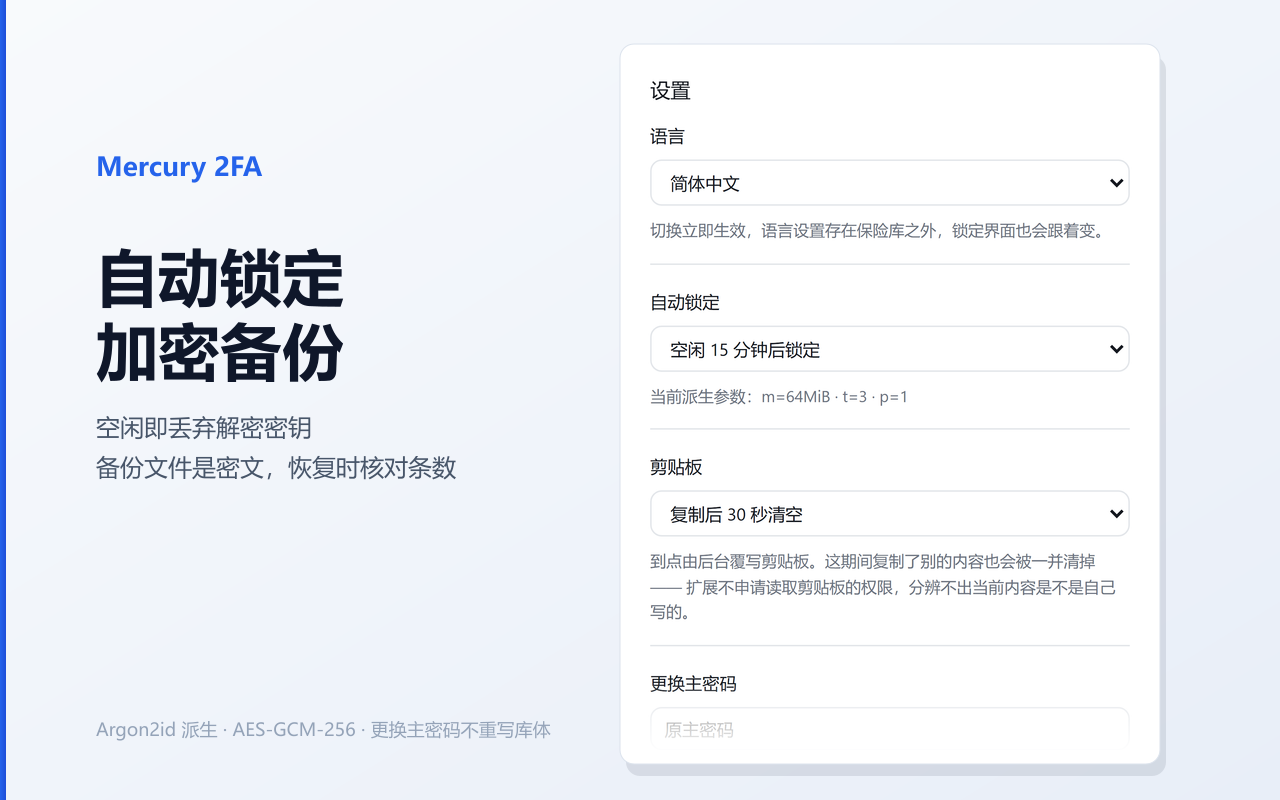 Mercury 2FA
自动锁定
加密备份
空闲即丢弃解密密钥
备份文件是密文，恢复时核对条数
Argon2id 派生 · AES-GCM-256 · 更换主密码不重写库体
设置
语言
简体中文
切换立即生效，语言设置存在保险库之外，锁定界面也会跟着变。
自动锁定
空闲 15 分钟后锁定
当前派生参数：m=64MiB · t=3 · p=1
剪贴板
复制后 30 秒清空
到点由后台覆写剪贴板。这期间复制了别的内容也会被一并清掉
—— 扩展不申请读取剪贴板的权限，分辨不出当前内容是不是自己
写的。
更换主密码
原主密码